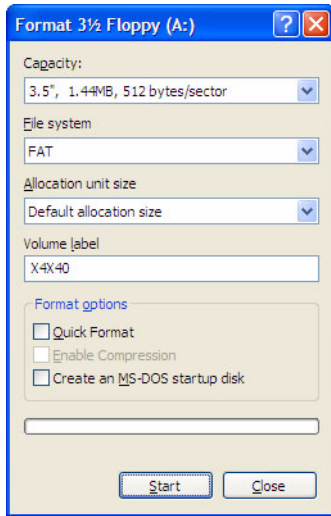 Format 3½ Floppy (A:)
Capacity:
3.5", 1.44MB, 512 bytes/sector
File system
FAT
Allocation unit size
Default allocation size
Volume label
X4X40
Format options
Quick Format
Enable Compression
Create an MS-DOS startup disk
Start Close